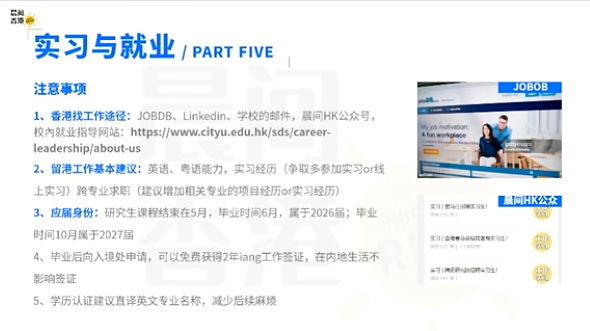 晨间
香港
实习与就业 / PART FIVE
注意事项
1、香港找工作途径：JOBDB、Linkedin、学校的邮件，晨间HK公众号，
校内就业指导网站：https://www.cityu.edu.hk/sds/career-
leadership/about-us
2、留港工作基本建议：英语、粤语能力，实习经历（争取多参加实习or线
上实习）跨专业求职（建议增加相关专业的项目经历or实习经历）
3、应届身份：研究生课程结束在5月，毕业时间6月，属于2026届；毕业
时间10月属于2027届
4、毕业后向入境处申请，可以免费获得2年iang工作签证，在内地生活不
影响签证
5、学历认证建议直译英文专业名称，减少后续麻烦
JOBOB
My job motivation:
A fun workplace
晨间HK公众